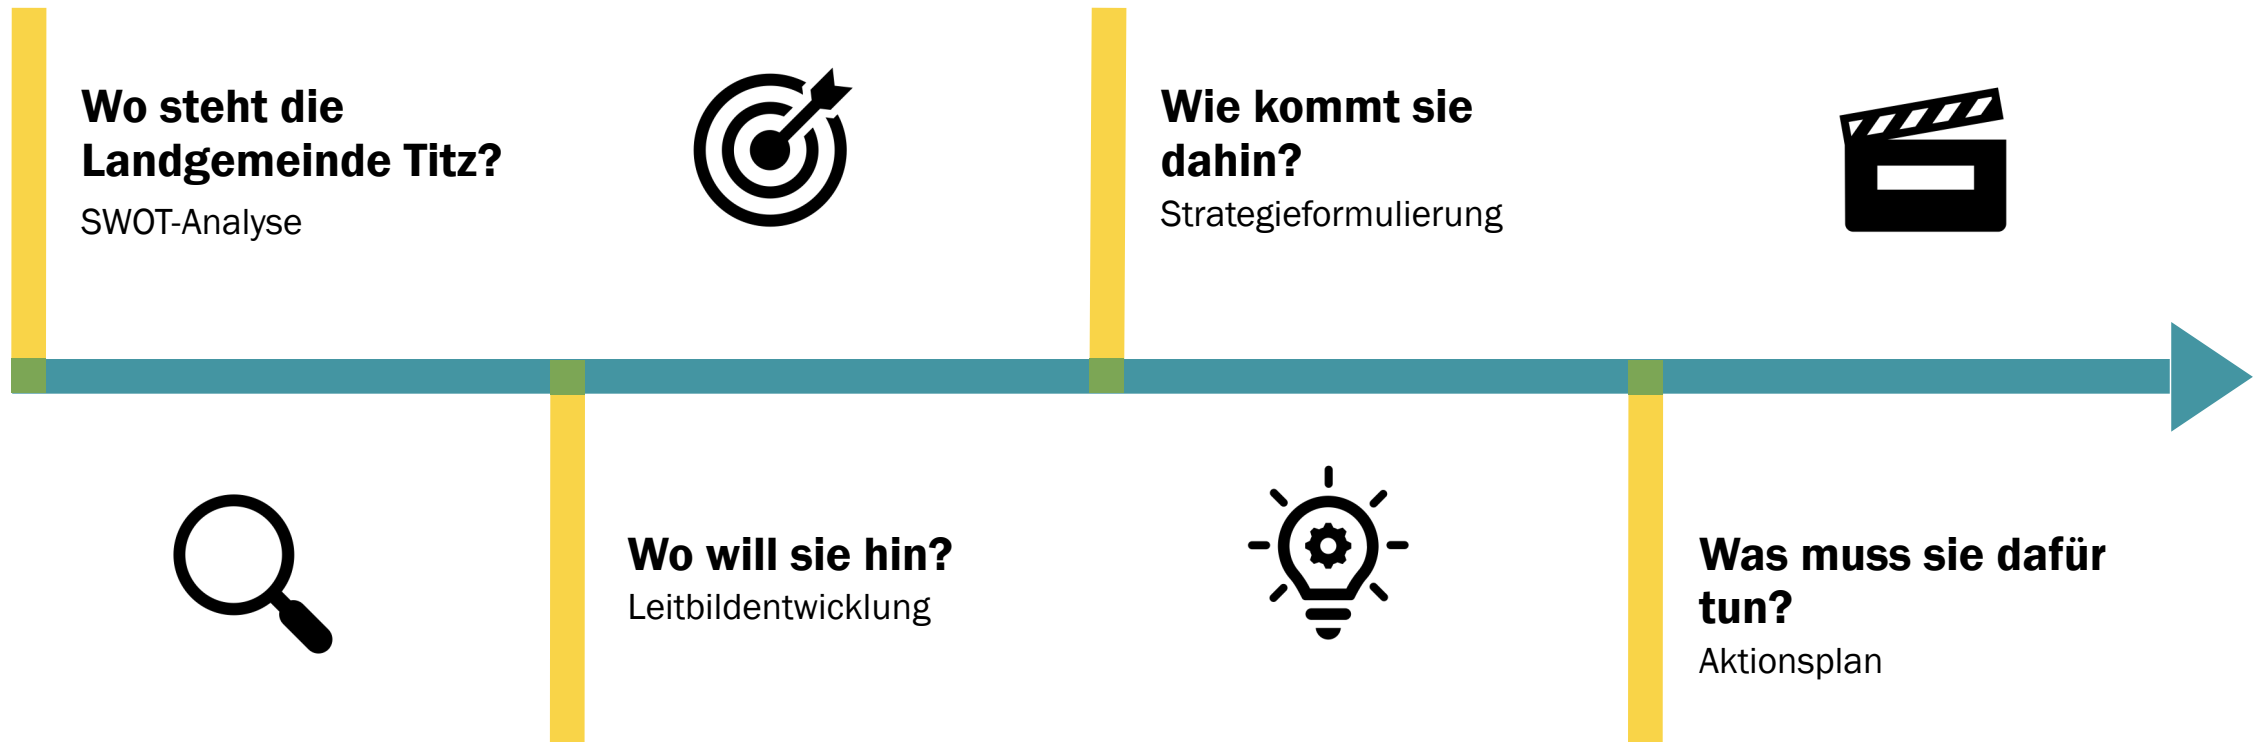 Wo steht die
Landgemeinde Titz?
SWOT-Analyse
Wo will sie hin?
Leitbildentwicklung
Wie kommt sie
dahin?
Strategieformulierung
Was muss sie dafür
tun?
Aktionsplan